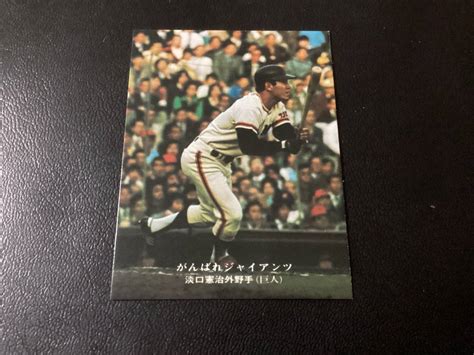 がんばれジャイアンツ
淡口憲治外野手(巨人)